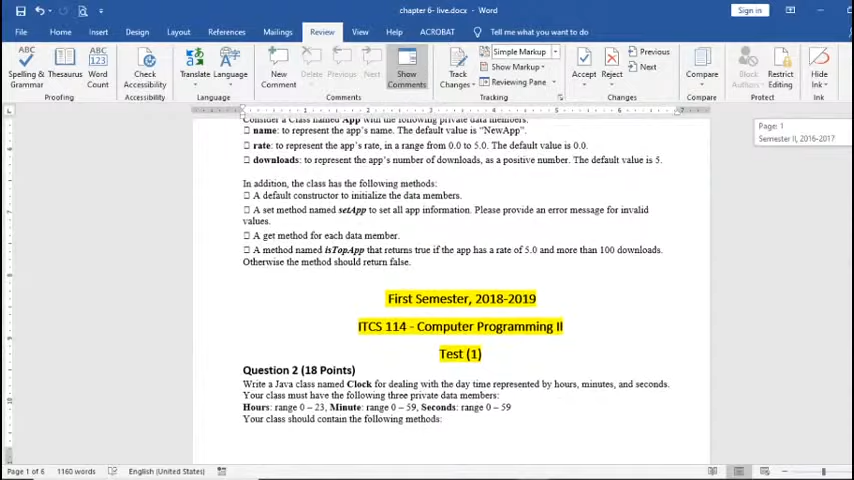 chapter 6- live.docx - Word
Sign in
File Home Insert Design Layout References Mailings Review View Help ACROBAT Tell me what you want to do
ABC
ABC
123
Simple Markup
Previous
Spelling & Grammar
Thesaurus
Word Count
Check Accessibility
Translate
Language
New Comment
Delete
Previous
Next
Show Comments
Track Changes
Show Markup
Reviewing Pane
Accept
Reject
Next
Compare
Block Authors
Restrict Editing
Hide Ink
Proofing
Accessibility
Language
Comments
Tracking
Changes
Compare
Protect
Ink
Page: 1
Semester II, 2016-2017
Consider a Class named App with the following private data members.
name: to represent the app's name. The default value is “NewApp”.
rate: to represent the app's rate, in a range from 0.0 to 5.0. The default value is 0.0.
downloads: to represent the app's number of downloads, as a positive number. The default value is 5.
In addition, the class has the following methods:
A default constructor to initialize the data members.
A set method named setApp to set all app information. Please provide an error message for invalid
values.
A get method for each data member.
A method named isTopApp that returns true if the app has a rate of 5.0 and more than 100 downloads.
Otherwise the method should return false.
First Semester, 2018-2019
ITCS 114 - Computer Programming II
Test (1)
Question 2 (18 Points)
Write a Java class named Clock for dealing with the day time represented by hours, minutes, and seconds.
Your class must have the following three private data members:
Hours: range 0 – 23, Minute: range 0 – 59, Seconds: range 0 – 59
Your class should contain the following methods:
Page 1 of 6 1160 words English (United States)